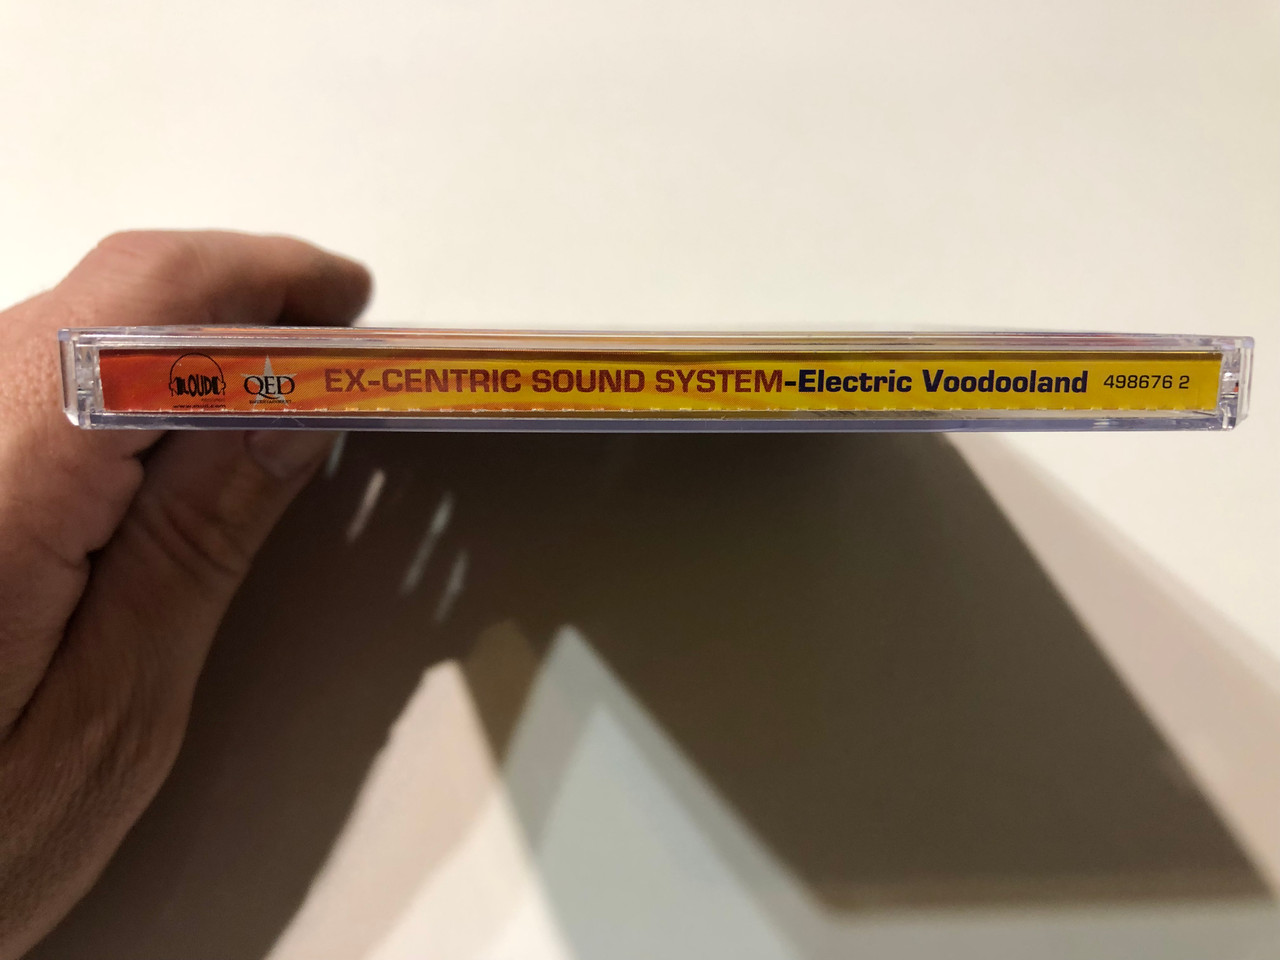 LOUD
QED
EX-CENTRIC SOUND SYSTEM-Electric Voodooland 498676 2